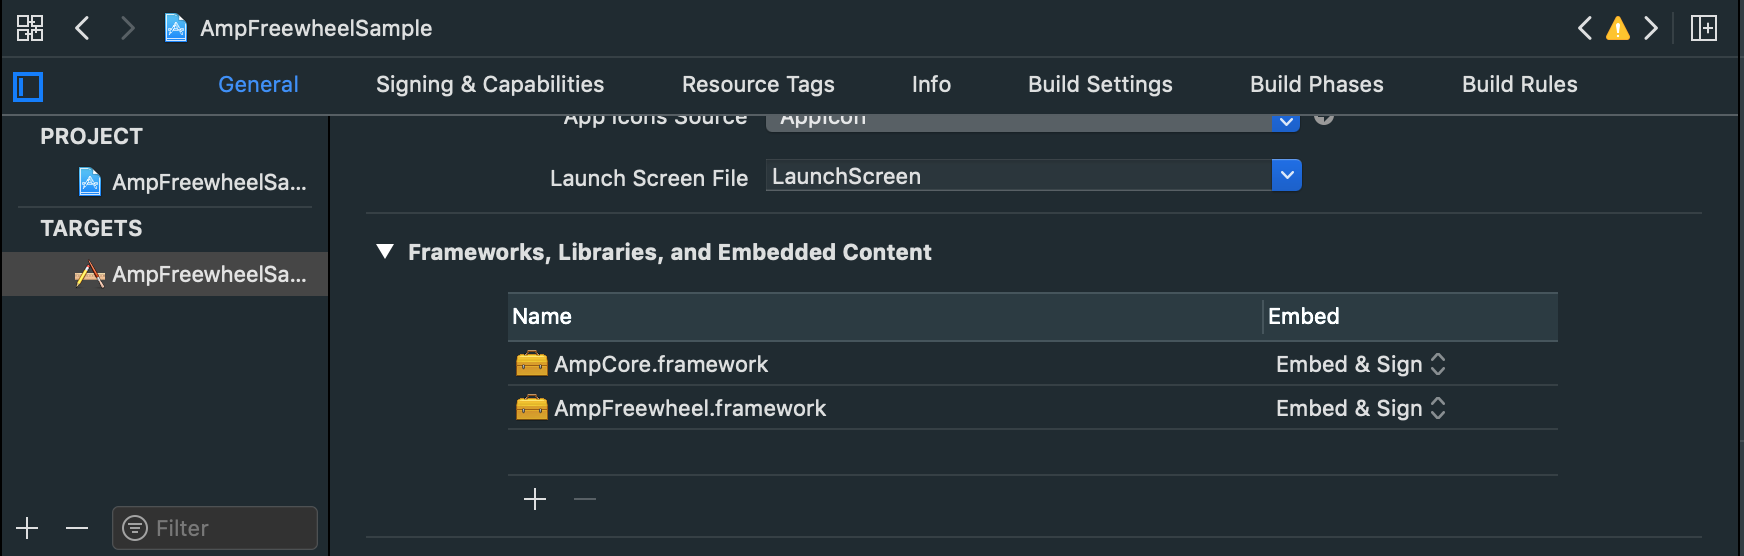 AmpFreewheelSample
General Signing & Capabilities Resource Tags Info Build Settings Build Phases Build Rules
PROJECT
AmpFreewheelSa...
TARGETS
AmpFreewheelSa...
Filter
App Icons Source AppIcon
Launch Screen File LaunchScreen
Frameworks, Libraries, and Embedded Content
Name Embed
AmpCore.framework Embed & Sign
AmpFreewheel.framework Embed & Sign